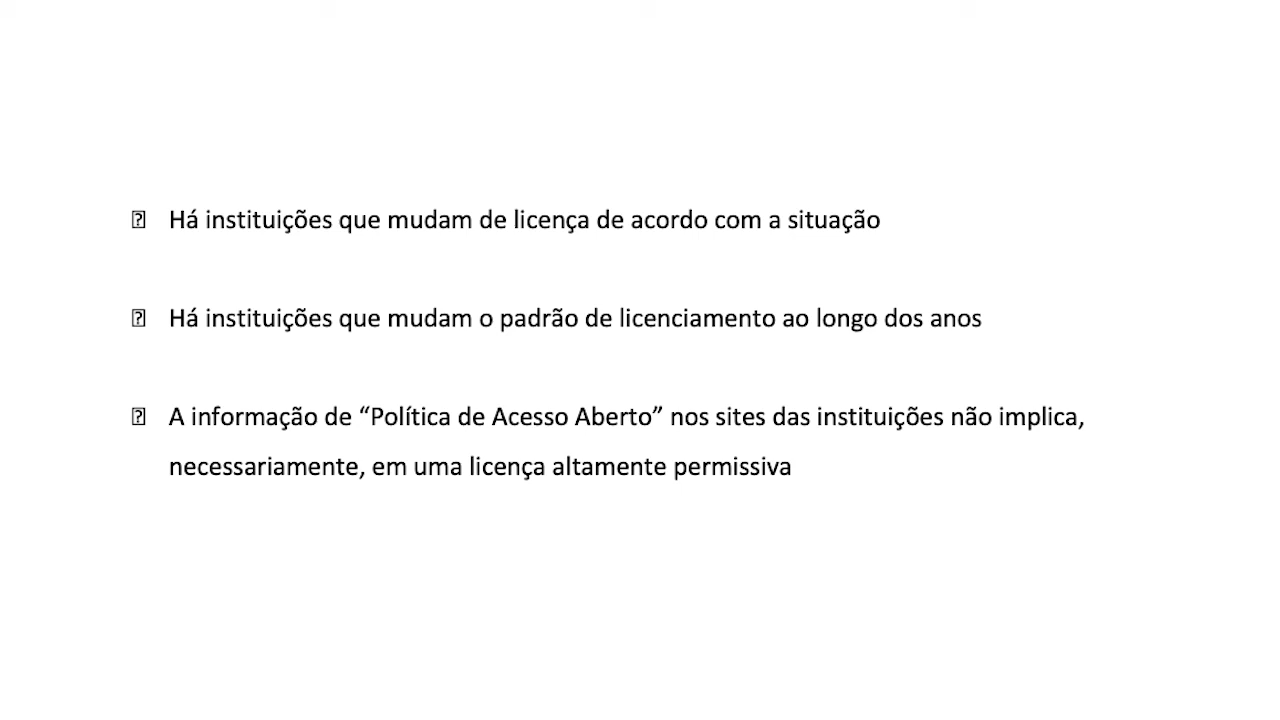 Há instituições que mudam de licença de acordo com a situação
Há instituições que mudam o padrão de licenciamento ao longo dos anos
A informação de “Política de Acesso Aberto” nos sites das instituições não implica,
necessariamente, em uma licença altamente permissiva